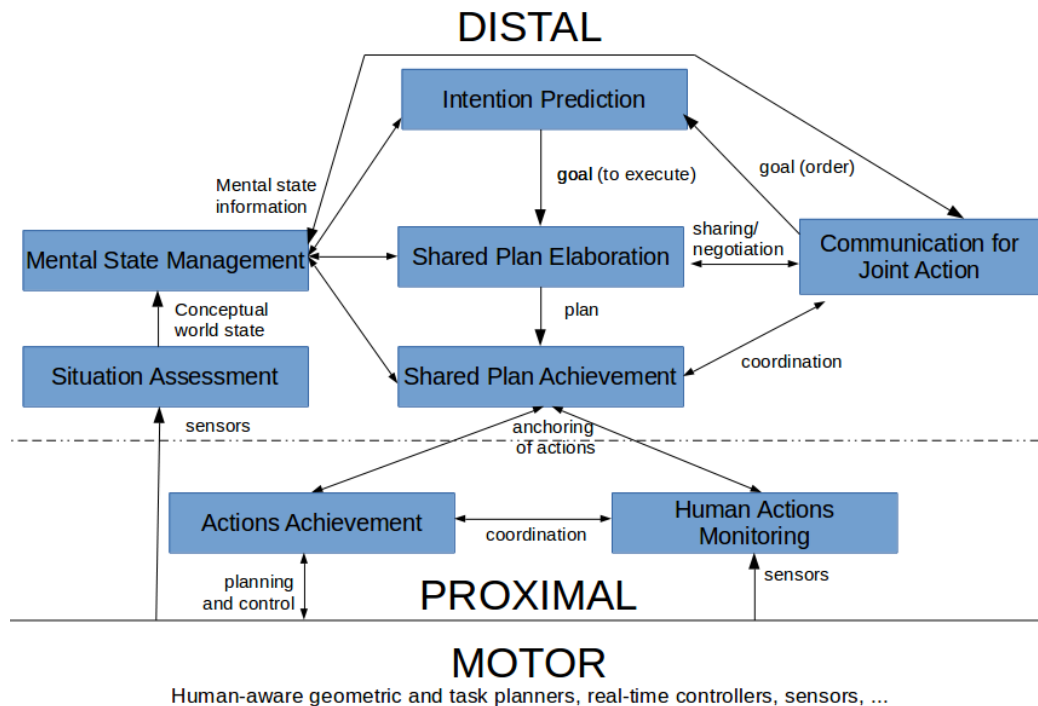 DISTAL
Intention Prediction
goal (to execute)
goal (order)
Mental state
information
sharing/
negotiation
Mental State Management
Shared Plan Elaboration
Communication for
Joint Action
Conceptual
world state
plan
Situation Assessment
Shared Plan Achievement
coordination
sensors
anchoring
of actions
Actions Achievement
coordination
Human Actions
Monitoring
planning
and control
sensors
PROXIMAL
MOTOR
Human-aware geometric and task planners, real-time controllers, sensors, ...